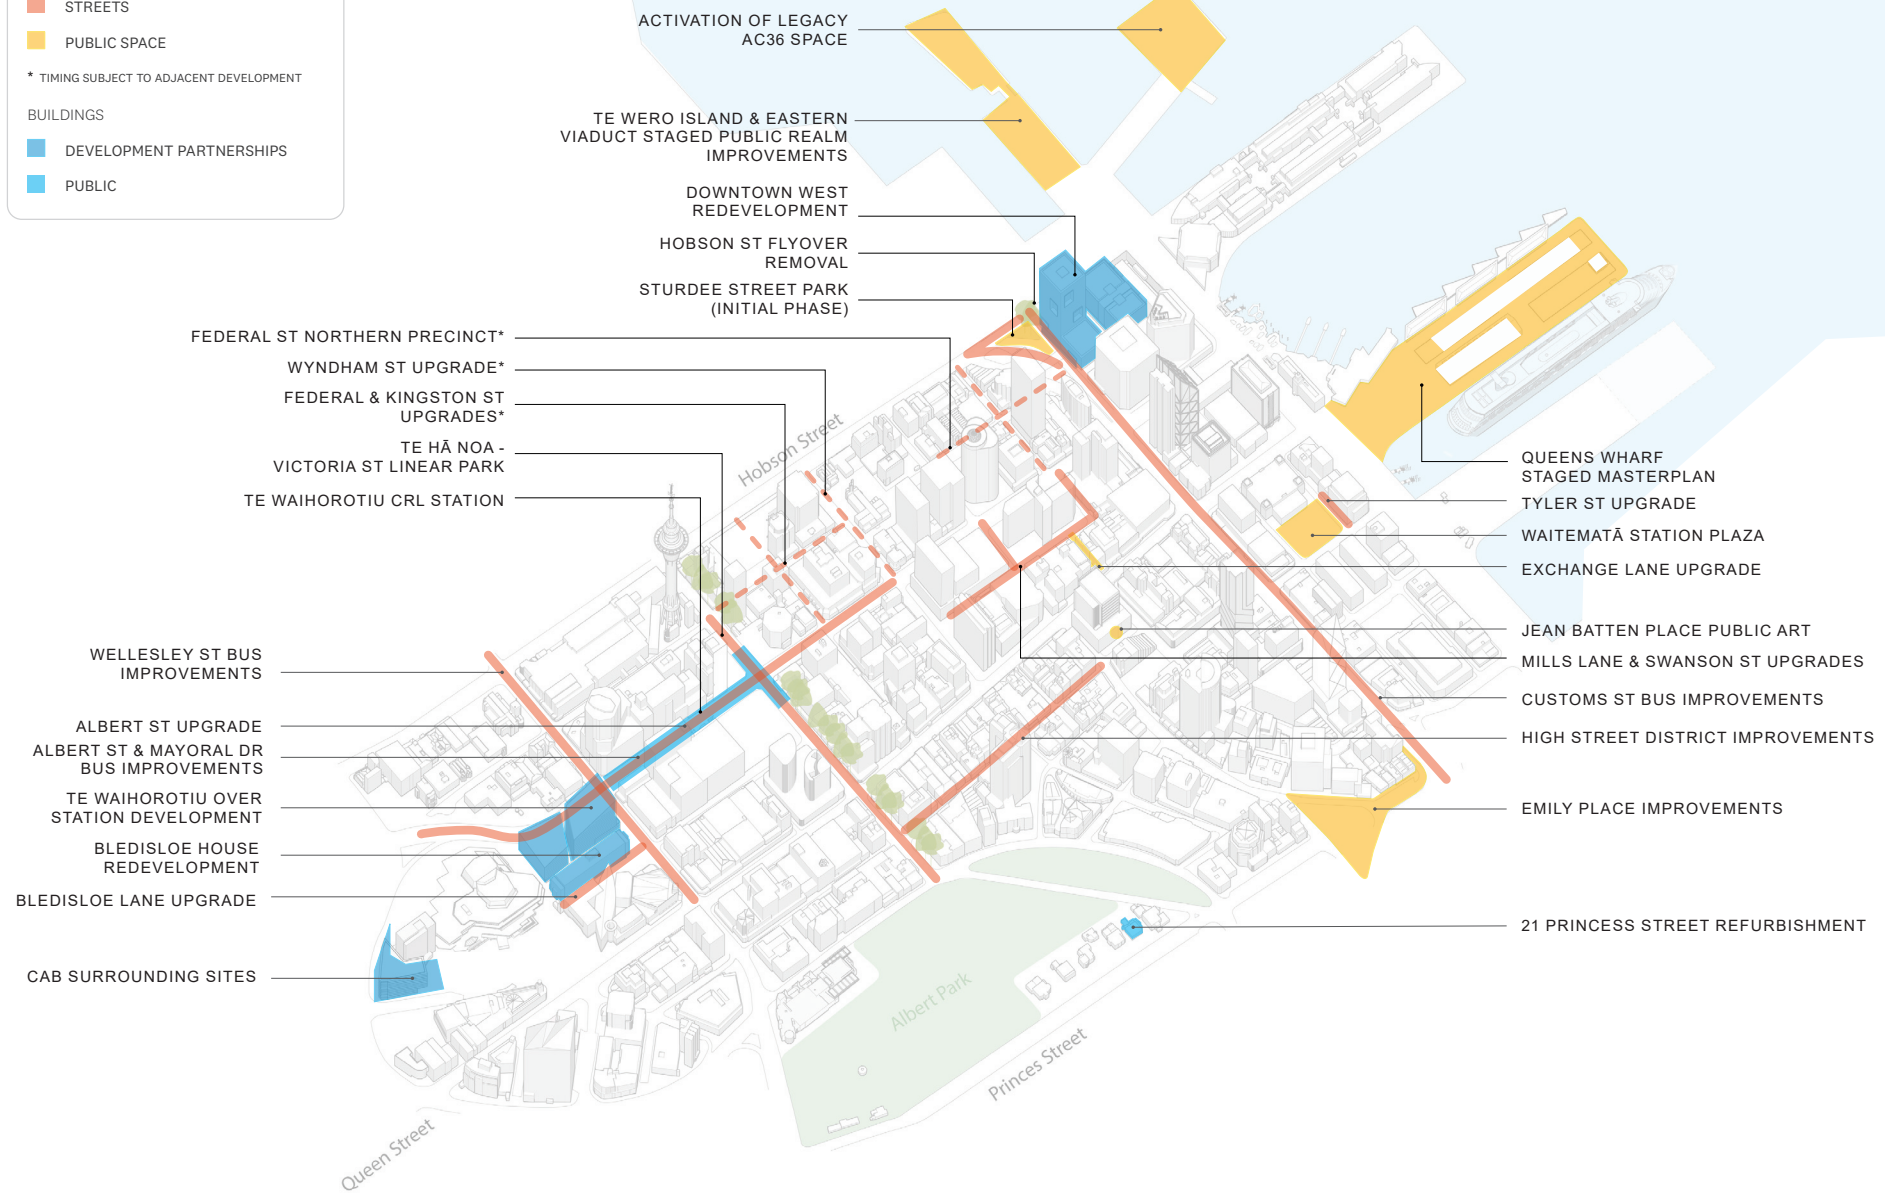 STREETS
PUBLIC SPACE
* TIMING SUBJECT TO ADJACENT DEVELOPMENT
BUILDINGS
DEVELOPMENT PARTNERSHIPS
PUBLIC
ACTIVATION OF LEGACY
AC36 SPACE
TE WERO ISLAND & EASTERN
VIADUCT STAGED PUBLIC REALM
IMPROVEMENTS
DOWNTOWN WEST
REDEVELOPMENT
HOBSON ST FLYOVER
REMOVAL
STURDEE STREET PARK
(INITIAL PHASE)
FEDERAL ST NORTHERN PRECINCT*
WYNDHAM ST UPGRADE*
FEDERAL & KINGSTON ST
UPGRADES*
TE HĀ NOA -
VICTORIA ST LINEAR PARK
TE WAIHOROTIU CRL STATION
WELLESLEY ST BUS
IMPROVEMENTS
ALBERT ST UPGRADE
ALBERT ST & MAYORAL DR
BUS IMPROVEMENTS
TE WAIHOROTIU OVER
STATION DEVELOPMENT
BLEDISLOE HOUSE
REDEVELOPMENT
BLEDISLOE LANE UPGRADE
CAB SURROUNDING SITES
Hobson Street
Albert Park
Princes Street
Queen Street
QUEENS WHARF
STAGED MASTERPLAN
TYLER ST UPGRADE
WAITEMATĀ STATION PLAZA
EXCHANGE LANE UPGRADE
JEAN BATTEN PLACE PUBLIC ART
MILLS LANE & SWANSON ST UPGRADES
CUSTOMS ST BUS IMPROVEMENTS
HIGH STREET DISTRICT IMPROVEMENTS
EMILY PLACE IMPROVEMENTS
21 PRINCESS STREET REFURBISHMENT